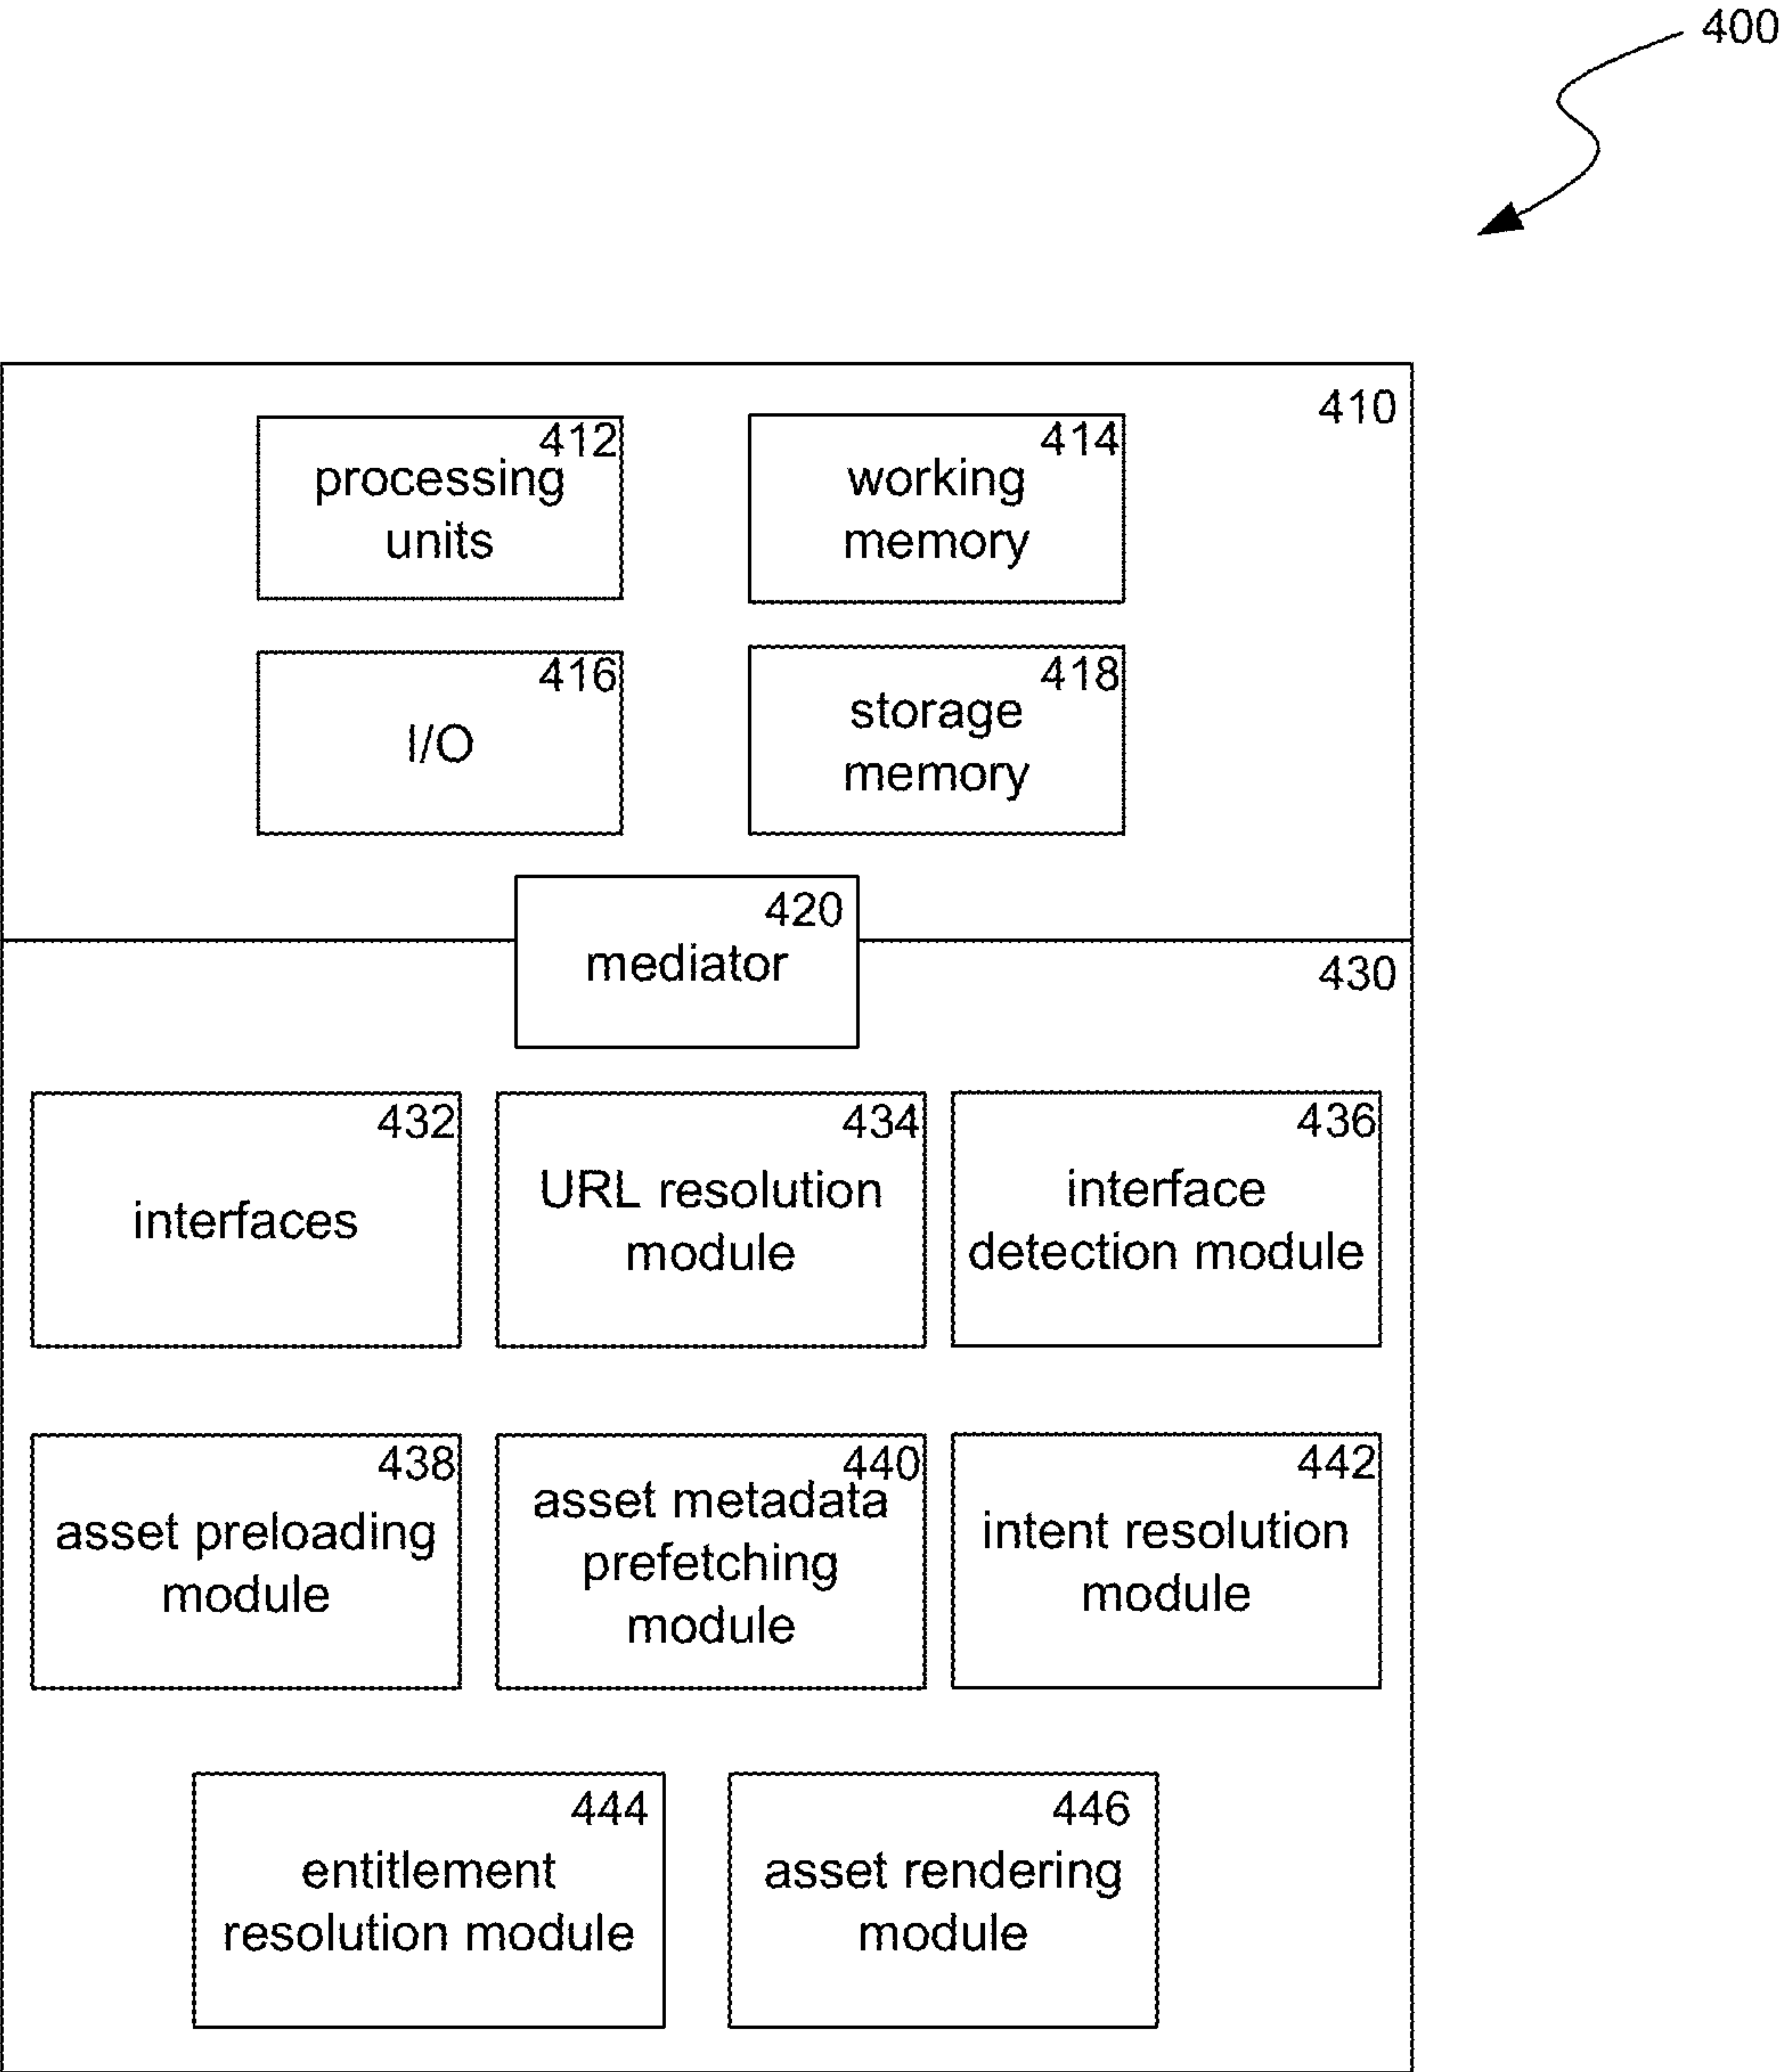 400
410
412
processing
units
414
working
memory
416
I/O
418
storage
memory
420
mediator
430
432
interfaces
434
URL resolution
module
436
interface
detection module
438
asset preloading
module
440
asset metadata
prefetching
module
442
intent resolution
module
444
entitlement
resolution module
446
asset rendering
module